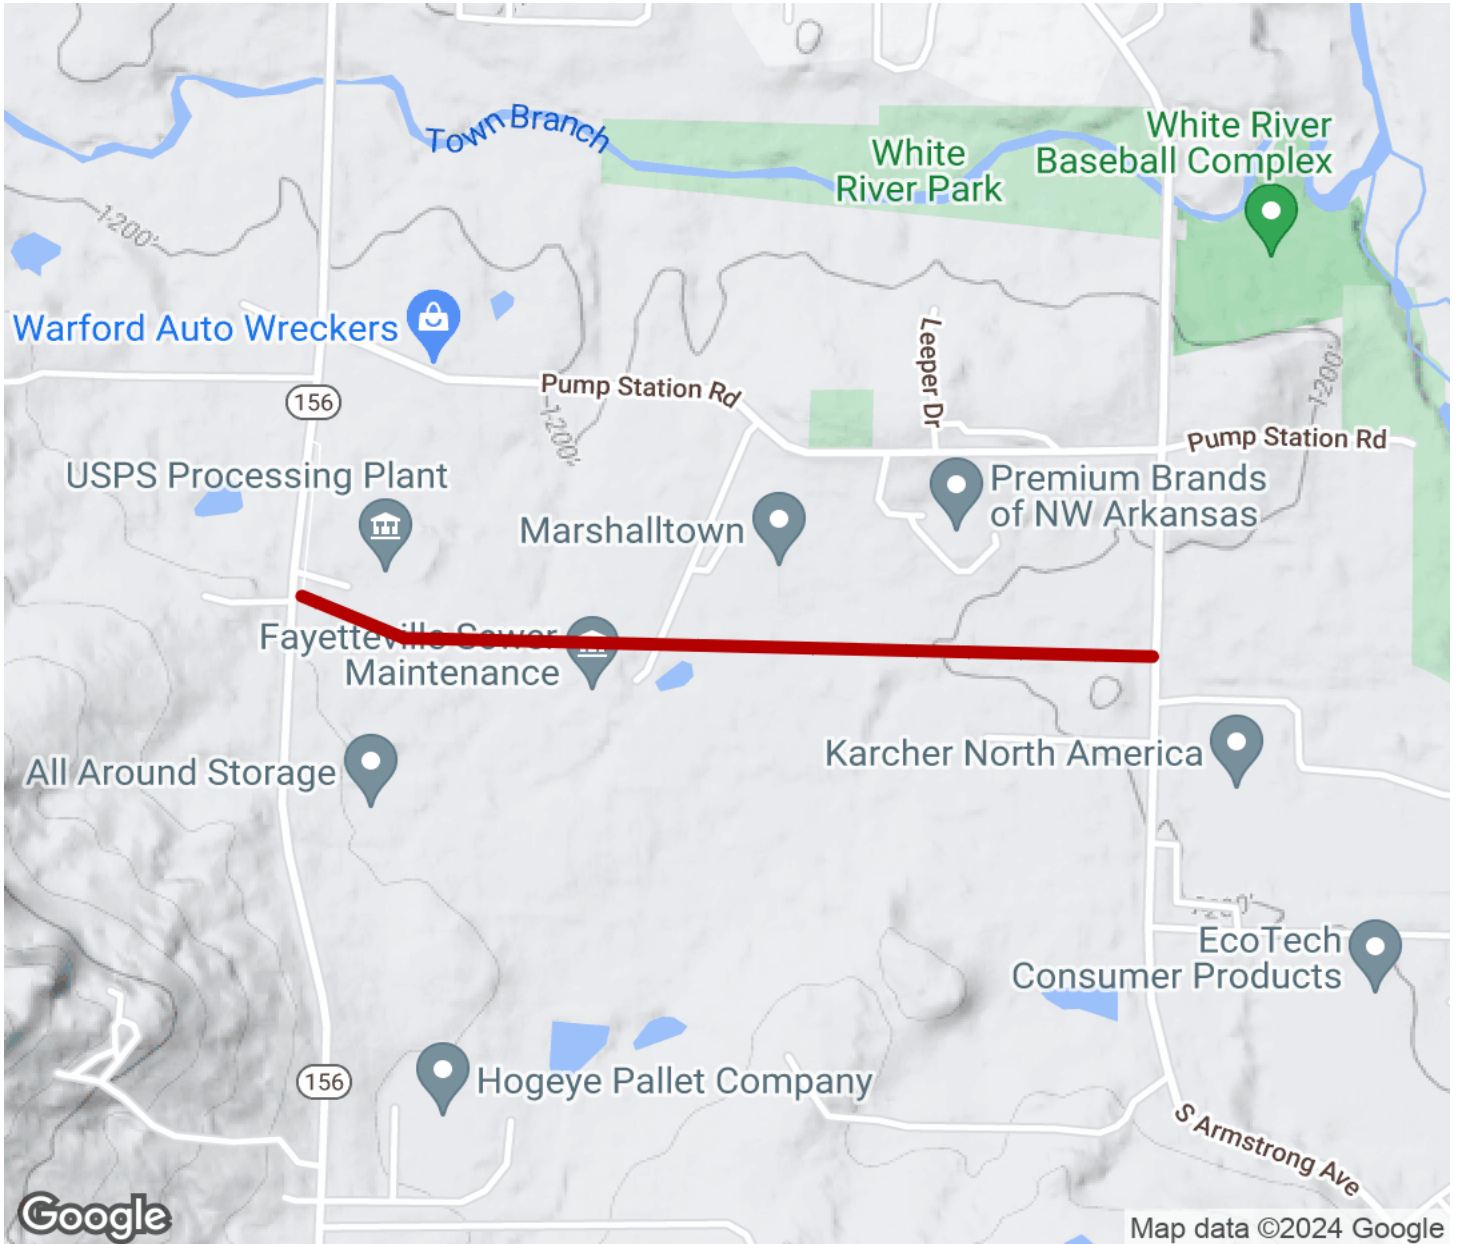 Town Branch
White River
Baseball Complex
White
River Park
1200'
Warford Auto Wreckers
Leeper Dr
1200'
Pump Station Rd
156
1200'
Pump Station Rd
USPS Processing Plant
Premium Brands
of NW Arkansas
Marshalltown
Fayetteville Sewer
Maintenance
Karcher North America
All Around Storage
EcoTech
Consumer Products
156
Hogeye Pallet Company
S Armstrong Ave
Google
Map data ©2024 Google